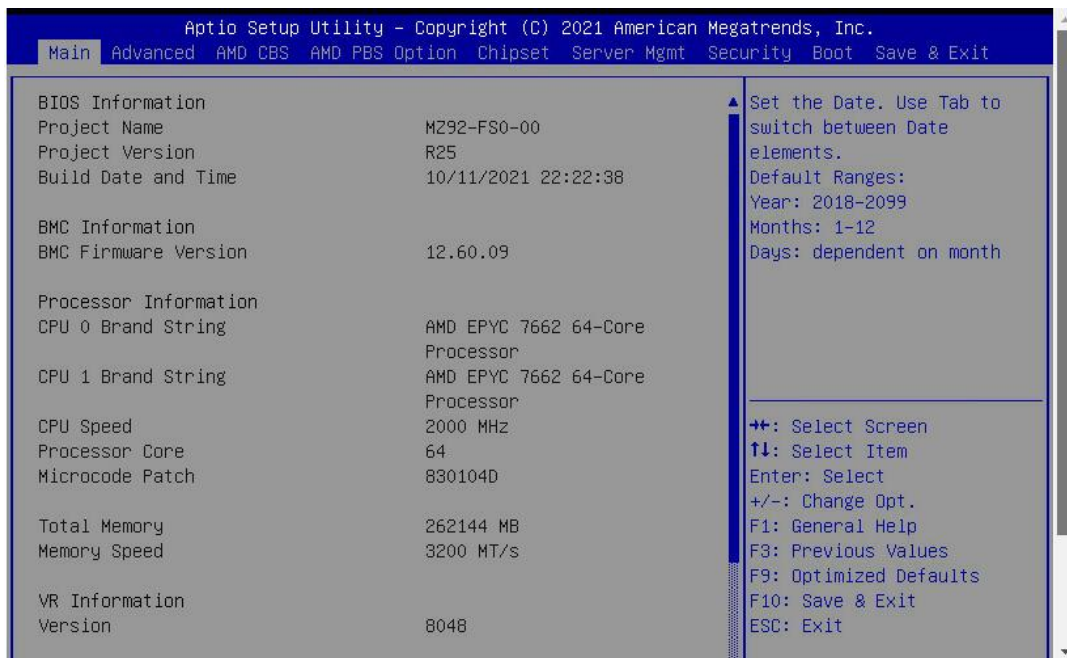 Aptio Setup Utility – Copyright (C) 2021 American Megatrends, Inc.
Main Advanced AMD CBS AMD PBS Option Chipset Server Mgmt Security Boot Save & Exit
BIOS Information
Project Name MZ92-FS0-00
Project Version R25
Build Date and Time 10/11/2021 22:22:38
BMC Information
BMC Firmware Version 12.60.09
Processor Information
CPU 0 Brand String AMD EPYC 7662 64-Core
Processor
CPU 1 Brand String AMD EPYC 7662 64-Core
Processor
CPU Speed 2000 MHz
Processor Core 64
Microcode Patch 830104D
Total Memory 262144 MB
Memory Speed 3200 MT/s
VR Information
Version 8048
Set the Date. Use Tab to
switch between Date
elements.
Default Ranges:
Year: 2018-2099
Months: 1-12
Days: dependent on month
→←: Select Screen
↑↓: Select Item
Enter: Select
+/-: Change Opt.
F1: General Help
F3: Previous Values
F9: Optimized Defaults
F10: Save & Exit
ESC: Exit